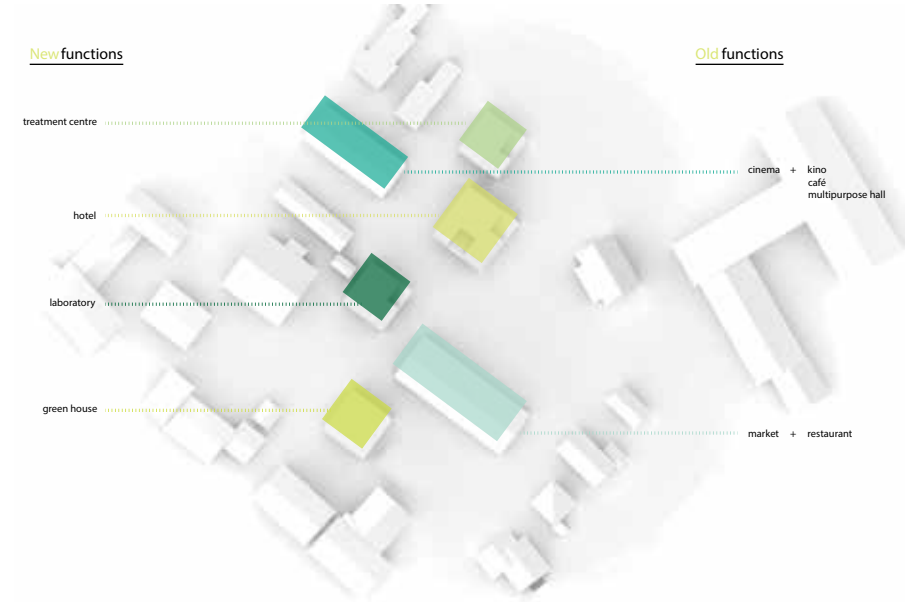 New functions
Old functions
treatment centre
cinema + kino
café
multipurpose hall
hotel
laboratory
green house
market + restaurant